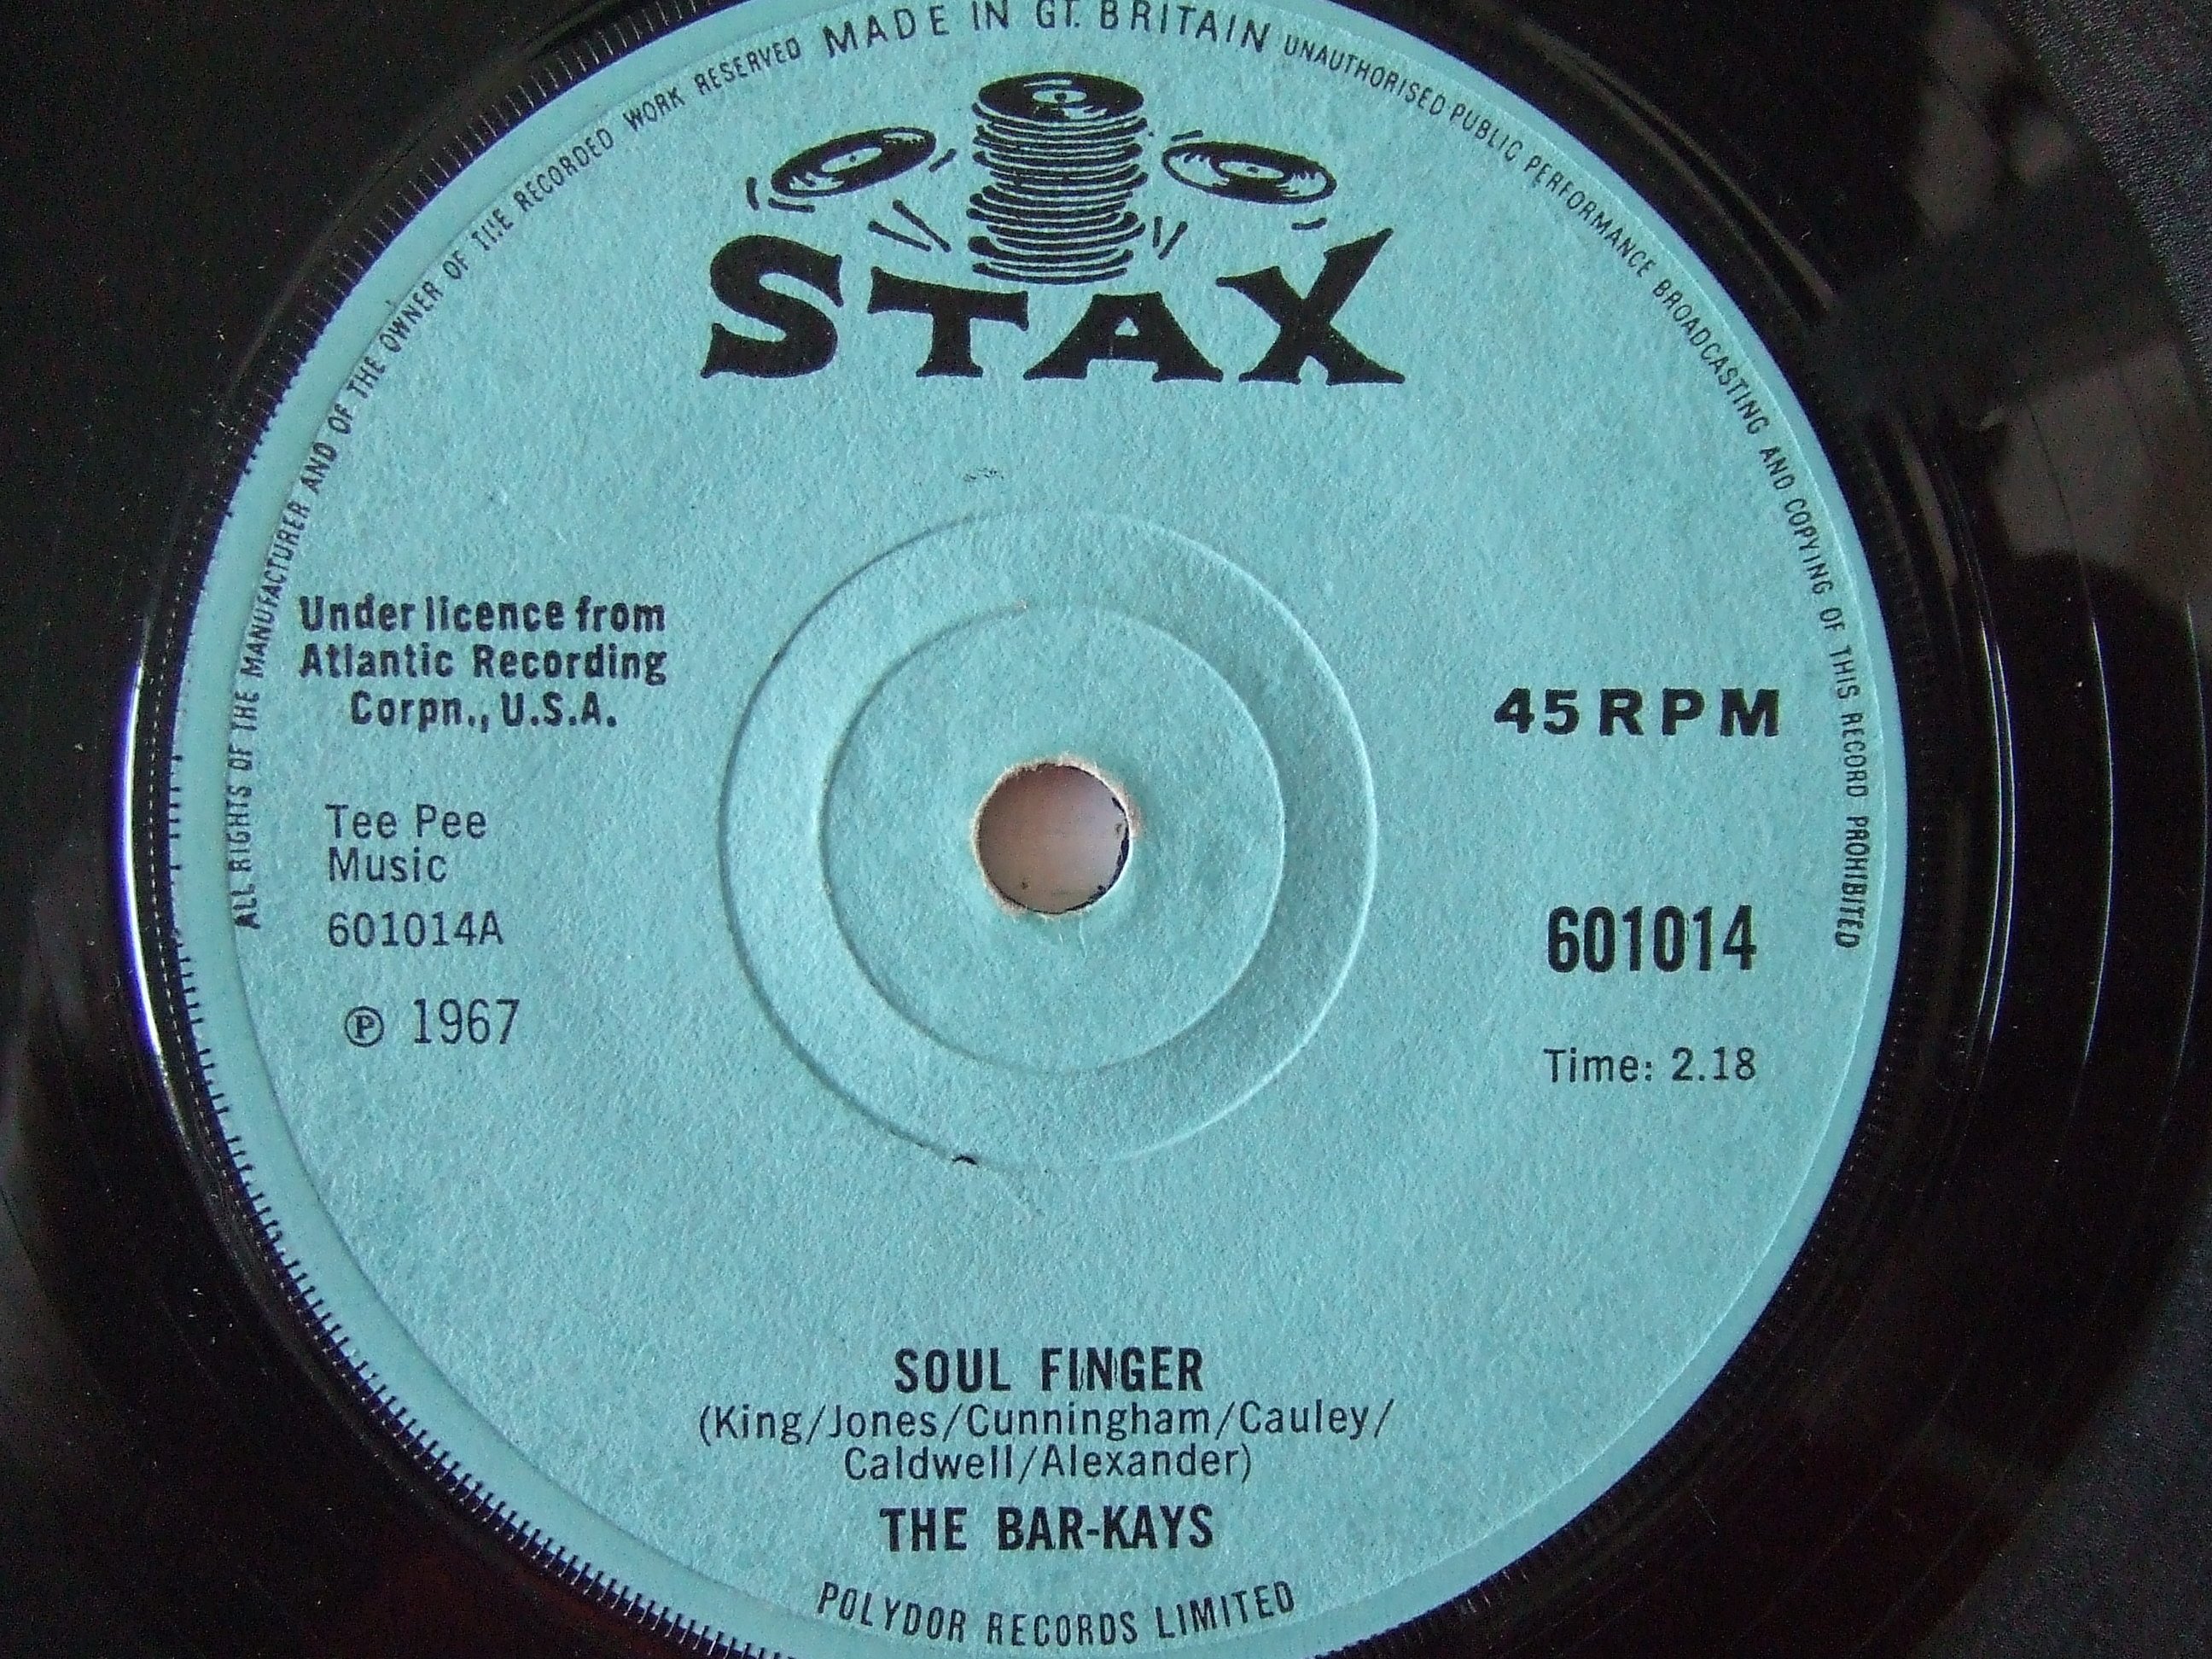 ALL RIGHTS OF THE MANUFACTURER AND OF THE OWNER OF THE RECORDED WORK RESERVED MADE IN GT. BRITAIN UNAUTHORISED PUBLIC PERFORMANCE BROADCASTING AND COPYING OF THIS RECORD PROHIBITED
STAX
Under licence from
Atlantic Recording
Corpn., U.S.A.
45 RPM
Tee Pee
Music
601014A
℗ 1967
601014
Time: 2.18
SOUL FINGER
(King/Jones/Cunningham/Cauley/
Caldwell/Alexander)
THE BAR-KAYS
POLYDOR RECORDS LIMITED